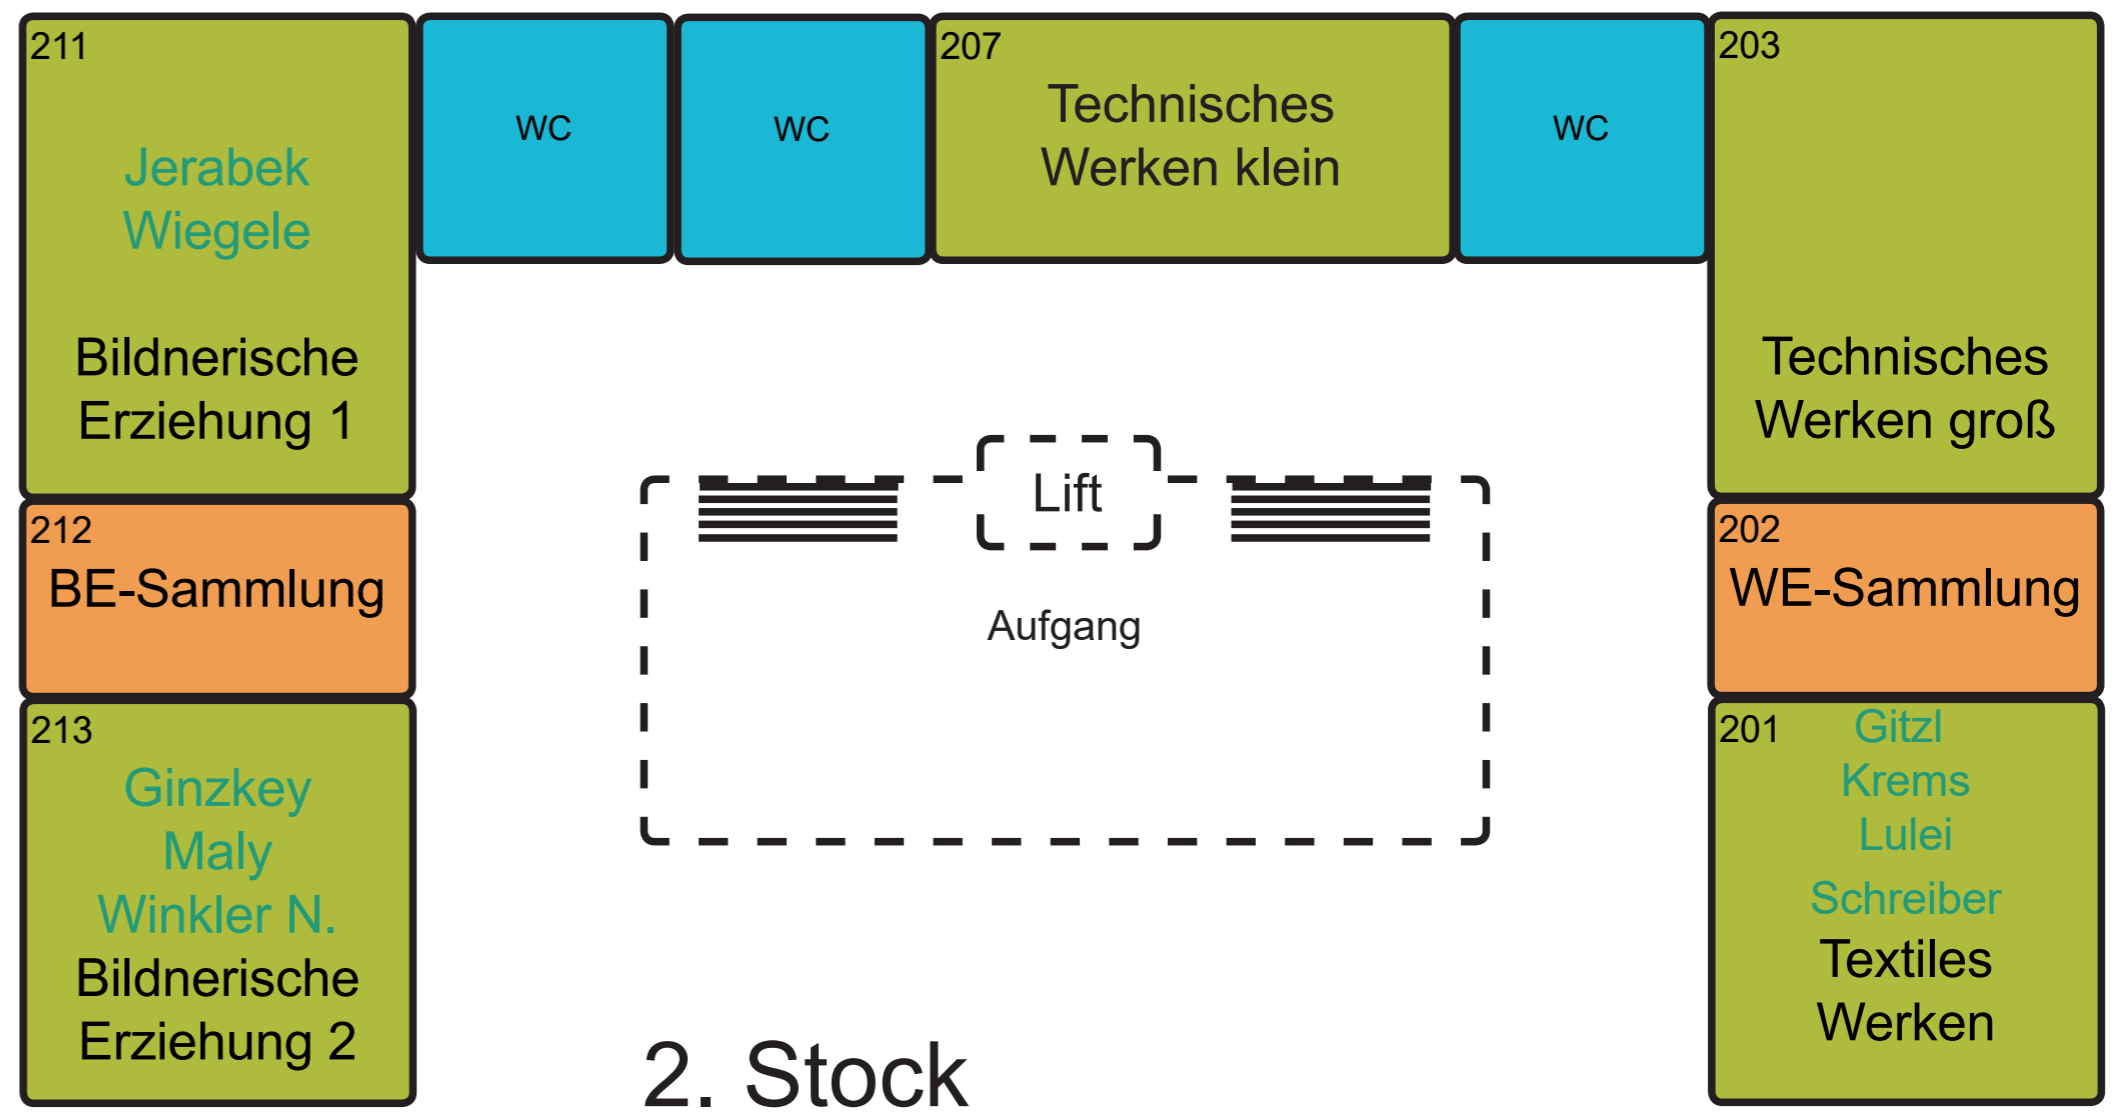 211
Jerabek
Wiegele
Bildnerische
Erziehung 1
WC
WC
207
Technisches
Werken klein
WC
203
Technisches
Werken groß
212
BE-Sammlung
Lift
Aufgang
202
WE-Sammlung
213
Ginzkey
Maly
Winkler N.
Bildnerische
Erziehung 2
201
Gitzl
Krems
Lulei
Schreiber
Textiles
Werken
2. Stock